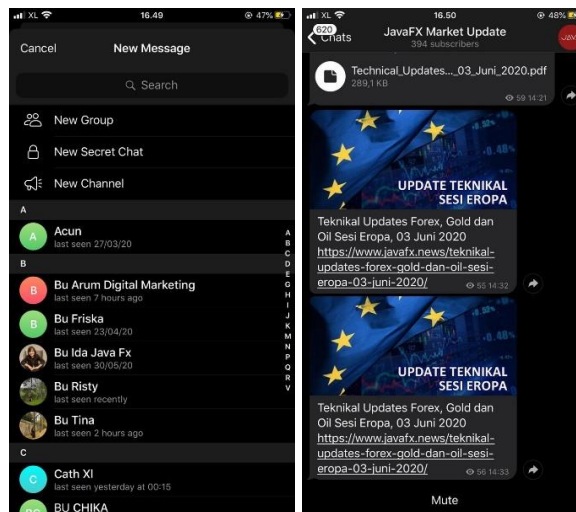 XL 16.49 47%
Cancel New Message
Search
New Group
New Secret Chat
New Channel
A
A Acun
last seen 27/03/20
B
B Bu Arum Digital Marketing
last seen 7 hours ago
B Bu Friska
last seen 23/04/20
Bu Ida Java Fx
last seen 30/05/20
Bu Risty
last seen recently
Bu Tina
last seen 2 hours ago
C
C Cath Xl
last seen yesterday at 00:15
BU CHIKA
A
B
C
D
E
G
H
I
J
K
M
N
P
Q
R
V
XL 16.50 48%
620
Chats JavaFX Market Update
394 subscribers
Technical_Updates..._03_Juni_2020.pdf
289,1 KB
59 14:21
UPDATE TEKNIKAL
SESI EROPA
Teknikal Updates Forex, Gold dan
Oil Sesi Eropa, 03 Juni 2020
https://www.javafx.news/teknikal-
updates-forex-gold-dan-oil-sesi-
eropa-03-juni-2020/ 55 14:32
UPDATE TEKNIKAL
SESI EROPA
Teknikal Updates Forex, Gold dan
Oil Sesi Eropa, 03 Juni 2020
https://www.javafx.news/teknikal-
updates-forex-gold-dan-oil-sesi-
eropa-03-juni-2020/ 56 14:33
Mute